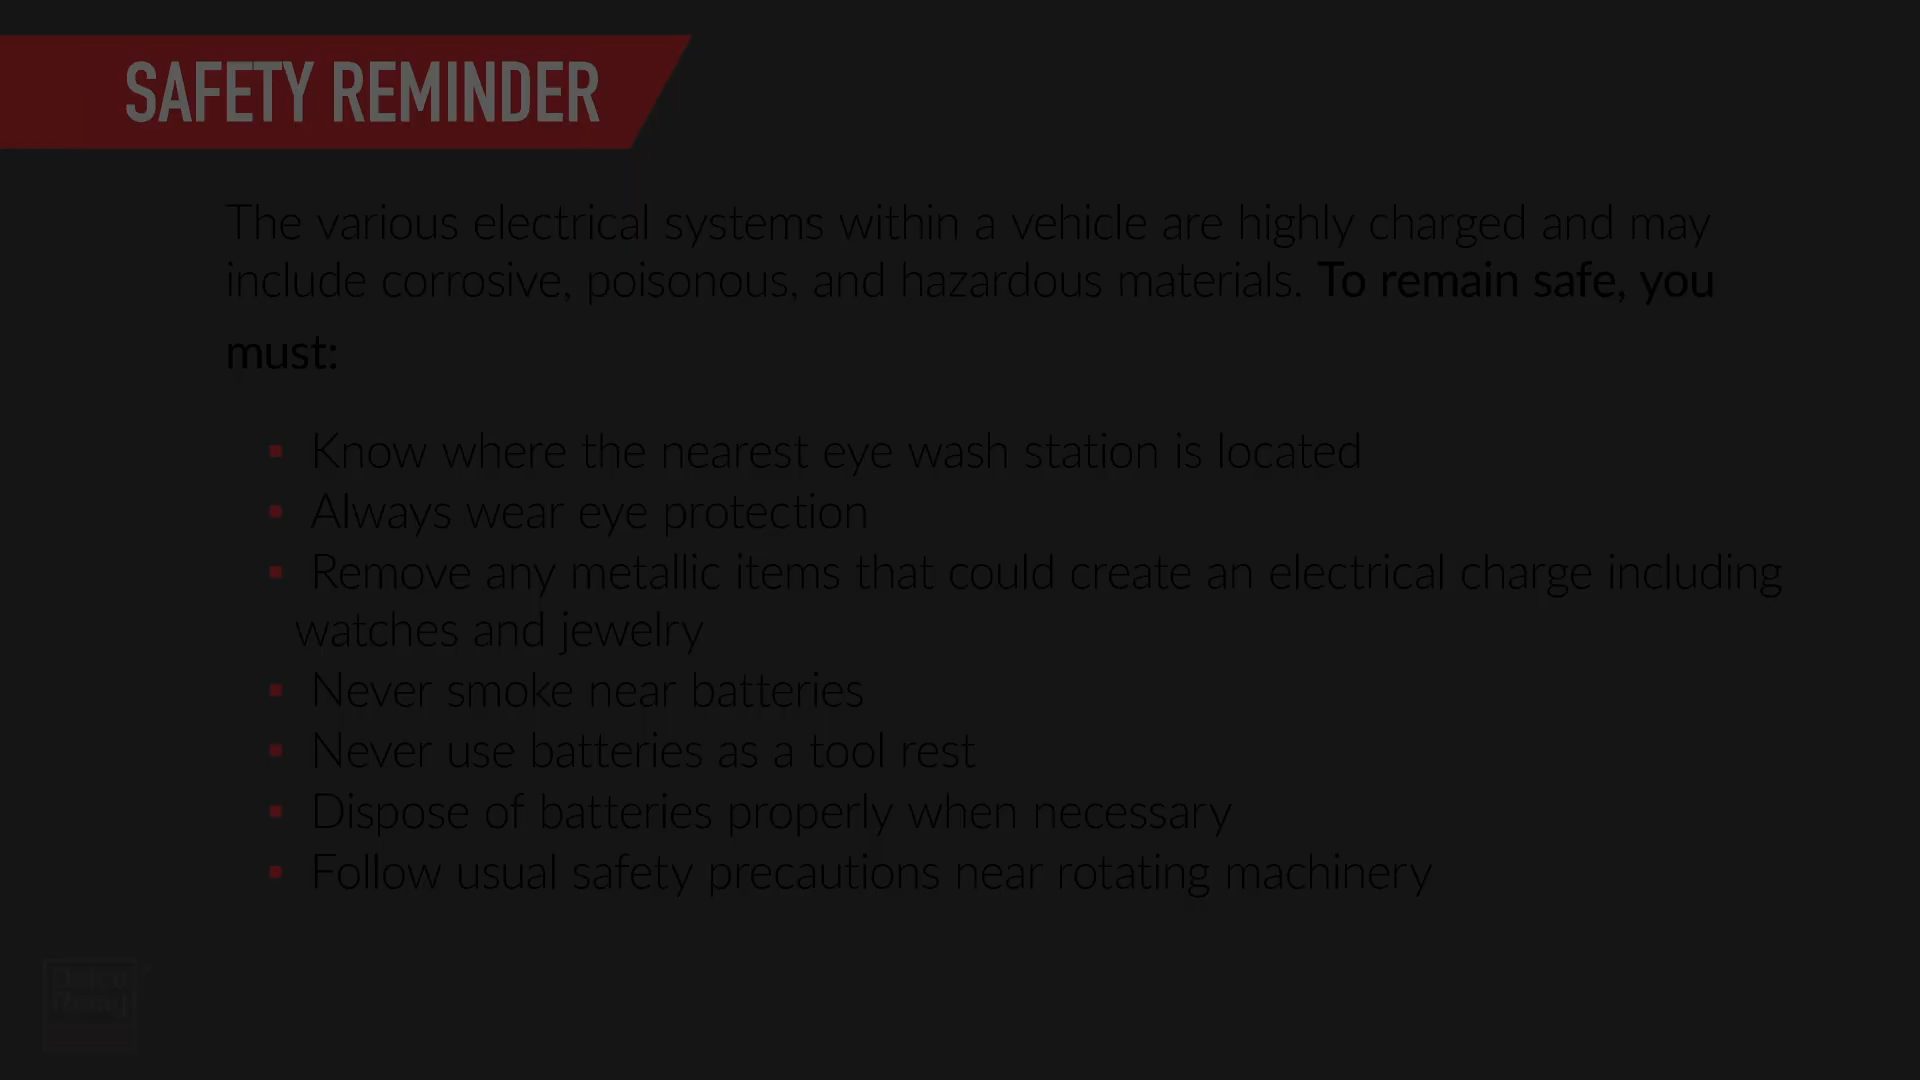 SAFETY REMINDER
The various electrical systems within a vehicle are highly charged and may
include corrosive, poisonous, and hazardous materials. To remain safe, you
must:
▪ Know where the nearest eye wash station is located
▪ Always wear eye protection
▪ Remove any metallic items that could create an electrical charge including
watches and jewelry
▪ Never smoke near batteries
▪ Never use batteries as a tool rest
▪ Dispose of batteries properly when necessary
▪ Follow usual safety precautions near rotating machinery
Delco
Remy